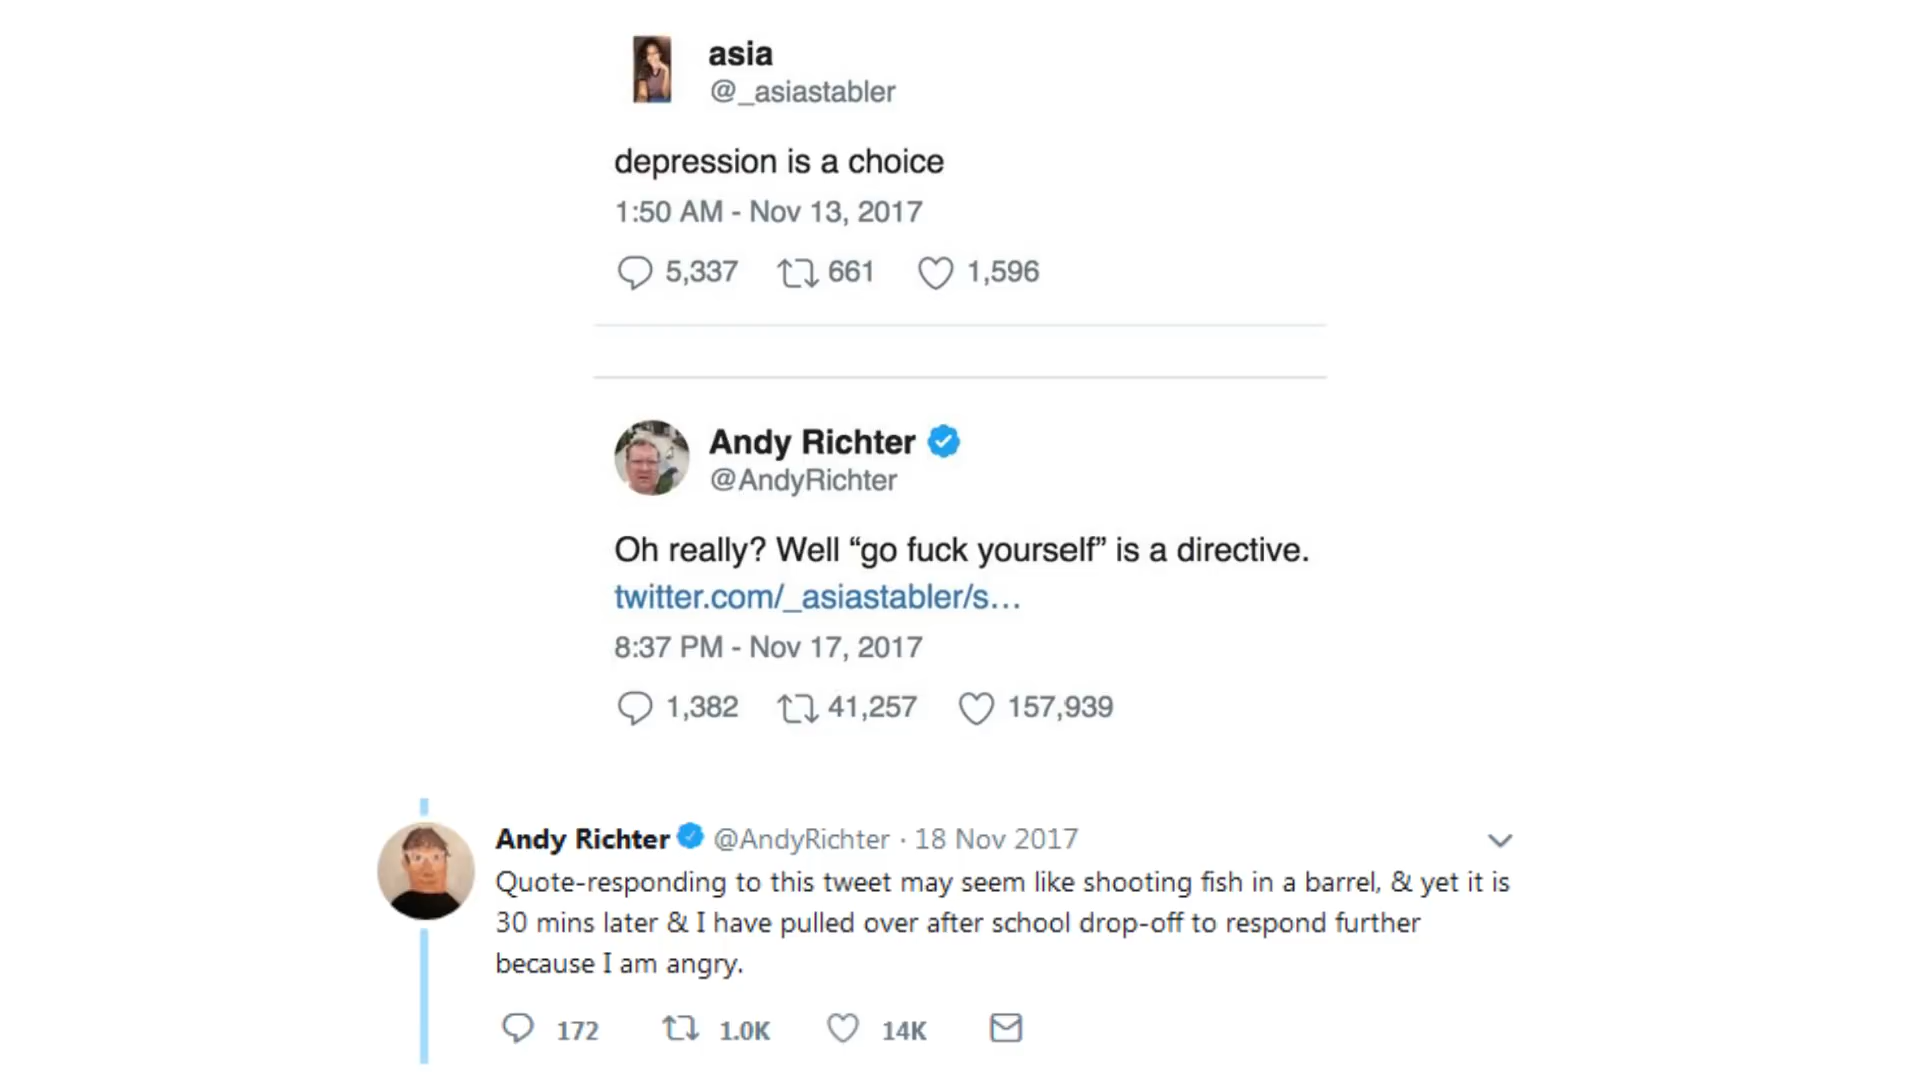 asia
@_asiastabler
depression is a choice
1:50 AM - Nov 13, 2017
5,337 661 1,596
Andy Richter
@AndyRichter
Oh really? Well “go fuck yourself” is a directive.
twitter.com/_asiastabler/s…
8:37 PM - Nov 17, 2017
1,382 41,257 157,939
Andy Richter @AndyRichter · 18 Nov 2017
Quote-responding to this tweet may seem like shooting fish in a barrel, & yet it is
30 mins later & I have pulled over after school drop-off to respond further
because I am angry.
172 1.0K 14K